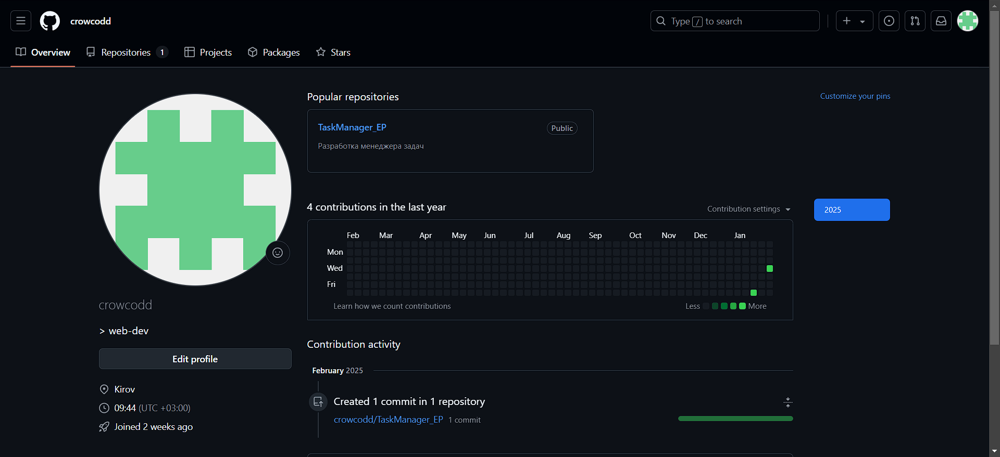 crowcodd
Type / to search
Overview Repositories 1 Projects Packages Stars
Popular repositories
Customize your pins
TaskManager_EP Public
Разработка менеджера задач
4 contributions in the last year
Contribution settings
2025
Feb Mar Apr May Jun Jul Aug Sep Oct Nov Dec Jan
Mon
Wed
Fri
Learn how we count contributions
Less More
crowcodd
> web-dev
Edit profile
Kirov
09:44 (UTC +03:00)
Joined 2 weeks ago
Contribution activity
February 2025
Created 1 commit in 1 repository
crowcodd/TaskManager_EP 1 commit